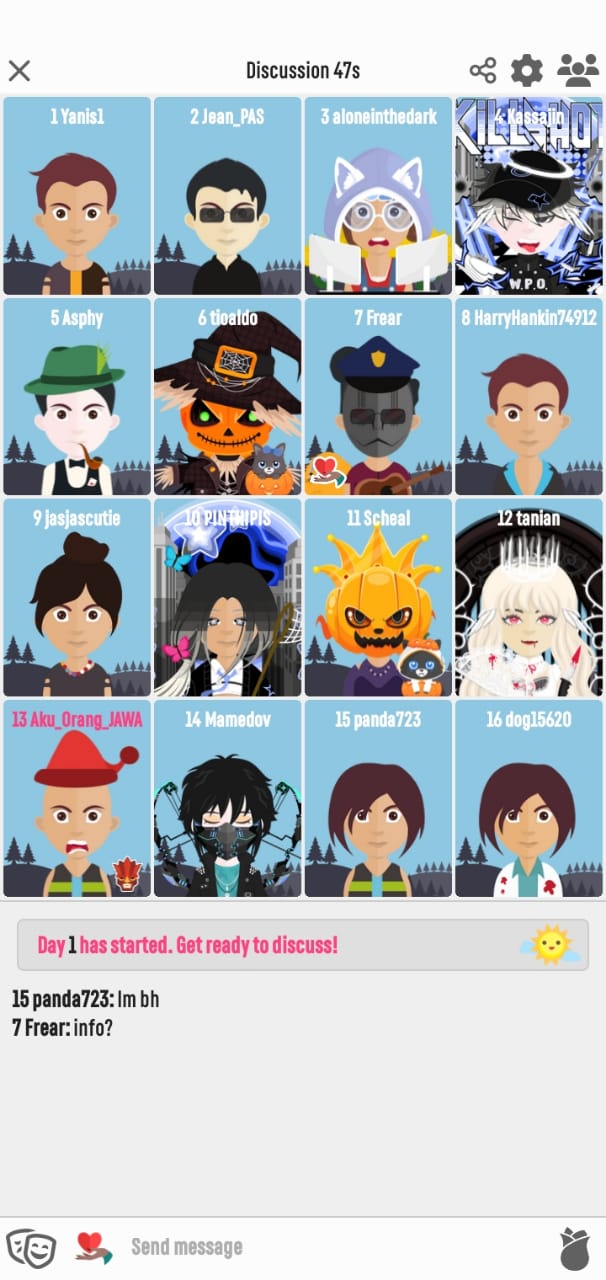 Discussion 47s
1 Yanis1
2 Jean_PAS
3 aloneinthedark
4 Kassajin
KILLSHOT
W.P.O.
5 Asphy
6 tioaldo
7 Frear
8 HarryHankin74912
9 jasjascutie
10 PINTHIPIS
11 Scheal
12 tanian
13 Aku_Orang_JAWA
14 Mamedov
15 panda723
16 dog15620
Day 1 has started. Get ready to discuss!
15 panda723: Im bh
7 Frear: info?
Send message